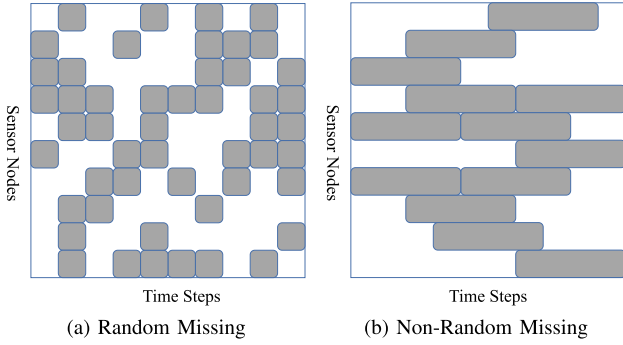 Sensor Nodes
Time Steps
(a) Random Missing
Sensor Nodes
Time Steps
(b) Non-Random Missing